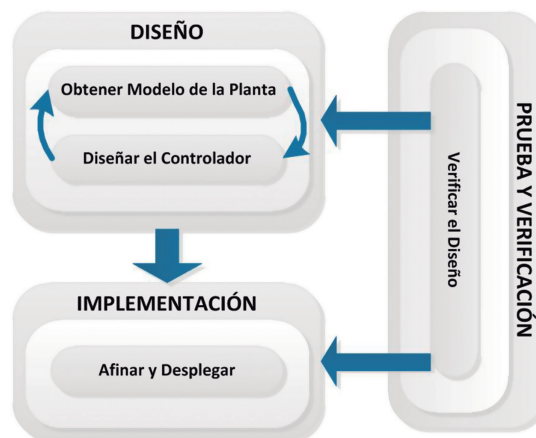 DISEÑO
Obtener Modelo de la Planta
Diseñar el Controlador
IMPLEMENTACIÓN
Afinar y Desplegar
Verificar el Diseño
PRUEBA Y VERIFICACIÓN